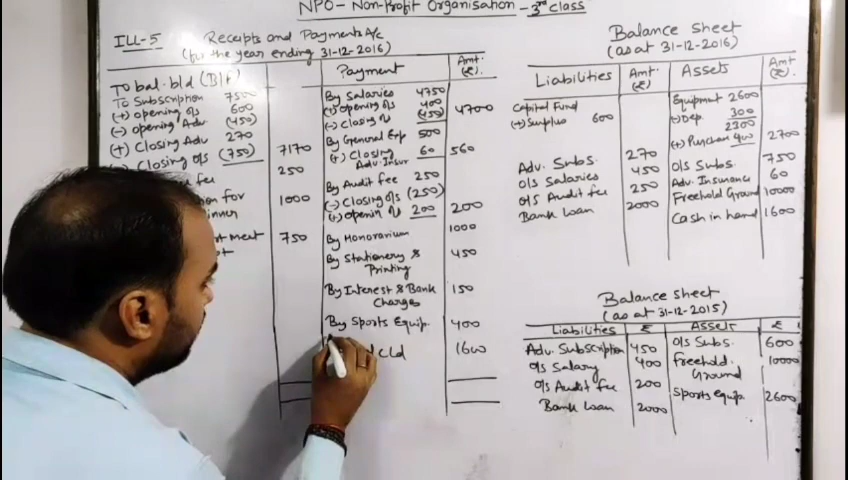 NPO - Non-Profit Organisation - 3rd Class
ILL-5 Receipts and Payments A/c
(for the year ending 31-12-2016)
To bal. b/d (B/f)
To Subscription 7500
(+) opening o/s 600
(-) opening Adv (450)
(+) Closing Adv 270
(-) Closing o/s (750) 7170
fee 250
for 1000
ment 750
Payment Amt (₹).
By Salaries 4750
(+) opening o/s 400
(-) Closing o/s (450) 4700
By General Exp 500
(+) Closing 60 560
Adv. Insur
By Audit fee 250
(-) Closing o/s (250)
(+) opening o/s 200 200
By Honorarium 1000
By Stationery & 450
Printing
By Interest & Bank 150
Charges
By Sports Equip. 400
c/d 1600
Balance Sheet
(as at 31-12-2016)
Liabilities Amt (₹) Assets Amt (₹)
Capital Fund
(+) Surplus 600
Adv. Subs. 270
o/s Salaries 450
o/s Audit fee 250
Bank Loan 2000
Equipment 2600
(-) Dep. 300
2300
(+) Purchase 400 2700
o/s Subs. 750
Adv. Insurance 60
Freehold Ground 10000
Cash in hand 1600
Balance Sheet
(as at 31-12-2015)
Liabilities ₹ Assets ₹
Adv. Subscription 450 o/s Subs. 600
o/s Salary 400 freehold. 10000
Ground
o/s Audit fee 200 Sports Equip. 2600
Bank Loan 2000